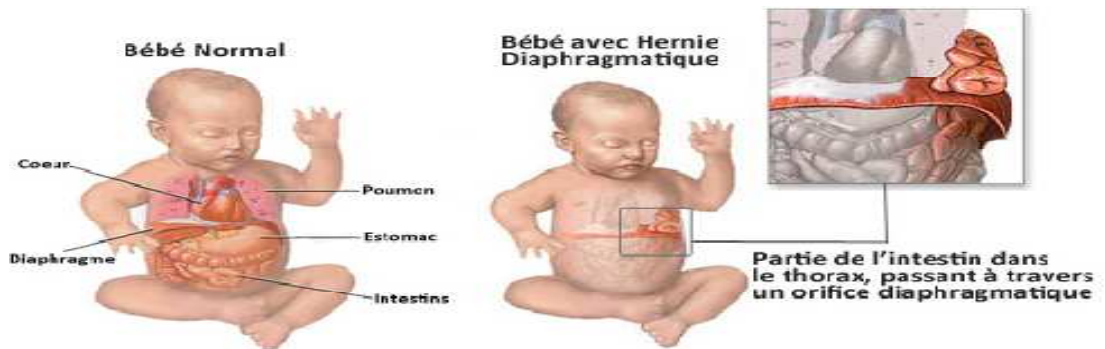 Bébé Normal
Coeur
Poumon
Diaphragme
Estomac
Intestins
Bébé avec Hernie
Diaphragmatique
Partie de l'intestin dans
le thorax, passant à travers
un orifice diaphragmatique